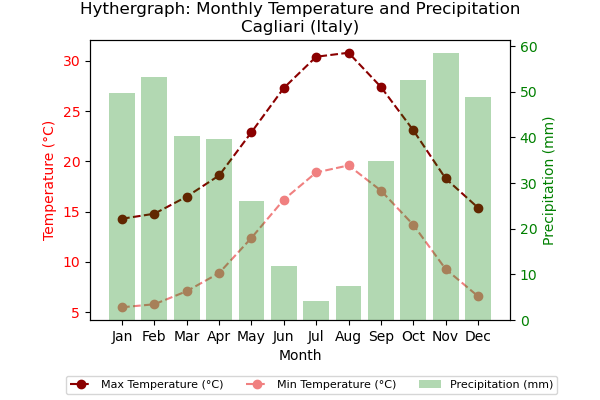 Hythergraph: Monthly Temperature and Precipitation
Cagliari (Italy)
Temperature (°C)
30
25
20
15
10
5
Precipitation (mm)
60
50
40
30
20
10
0
Jan Feb Mar Apr May Jun Jul Aug Sep Oct Nov Dec
Month
Max Temperature (°C) Min Temperature (°C) Precipitation (mm)